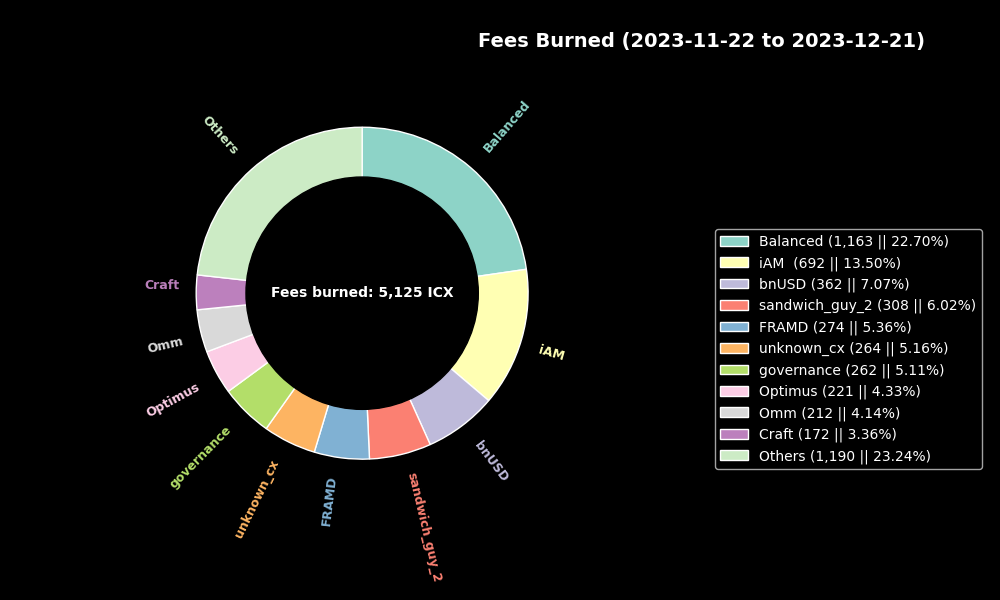 Fees Burned (2023-11-22 to 2023-12-21)
Balanced
Others
Craft
Fees burned: 5,125 ICX
Omm
iAM
Optimus
governance
bnUSD
unknown_cx
FRAMD
sandwich_guy_2
Balanced (1,163 || 22.70%)
iAM  (692 || 13.50%)
bnUSD (362 || 7.07%)
sandwich_guy_2 (308 || 6.02%)
FRAMD (274 || 5.36%)
unknown_cx (264 || 5.16%)
governance (262 || 5.11%)
Optimus (221 || 4.33%)
Omm (212 || 4.14%)
Craft (172 || 3.36%)
Others (1,190 || 23.24%)